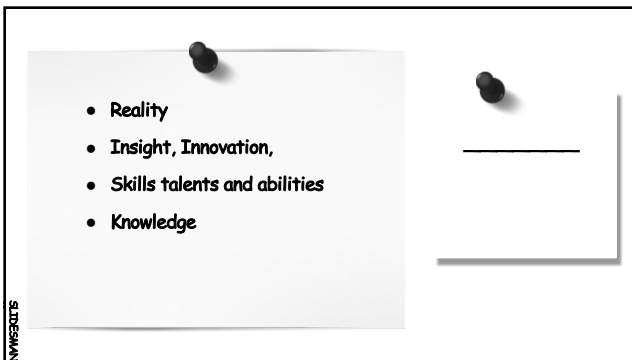 ● Reality
● Insight, Innovation,
● Skills talents and abilities
● Knowledge
SLIDESMAN